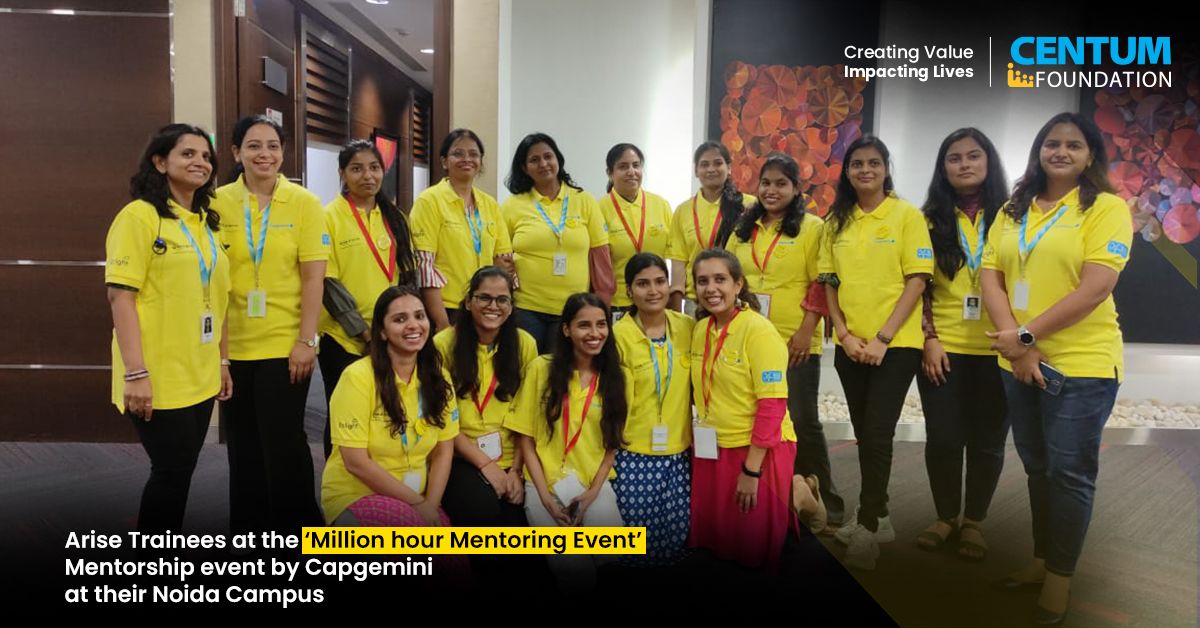 Creating Value
Impacting Lives
CENTUM
FOUNDATION
Arise Trainees at the ‘Million hour Mentoring Event’
Mentorship event by Capgemini
at their Noida Campus